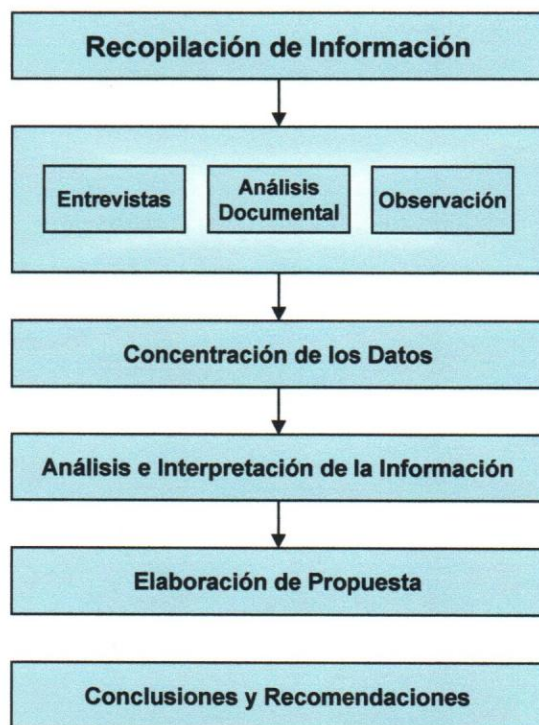 Recopilación de Información
Entrevistas
Análisis
Documental
Observación
Concentración de los Datos
Análisis e Interpretación de la Información
Elaboración de Propuesta
Conclusiones y Recomendaciones